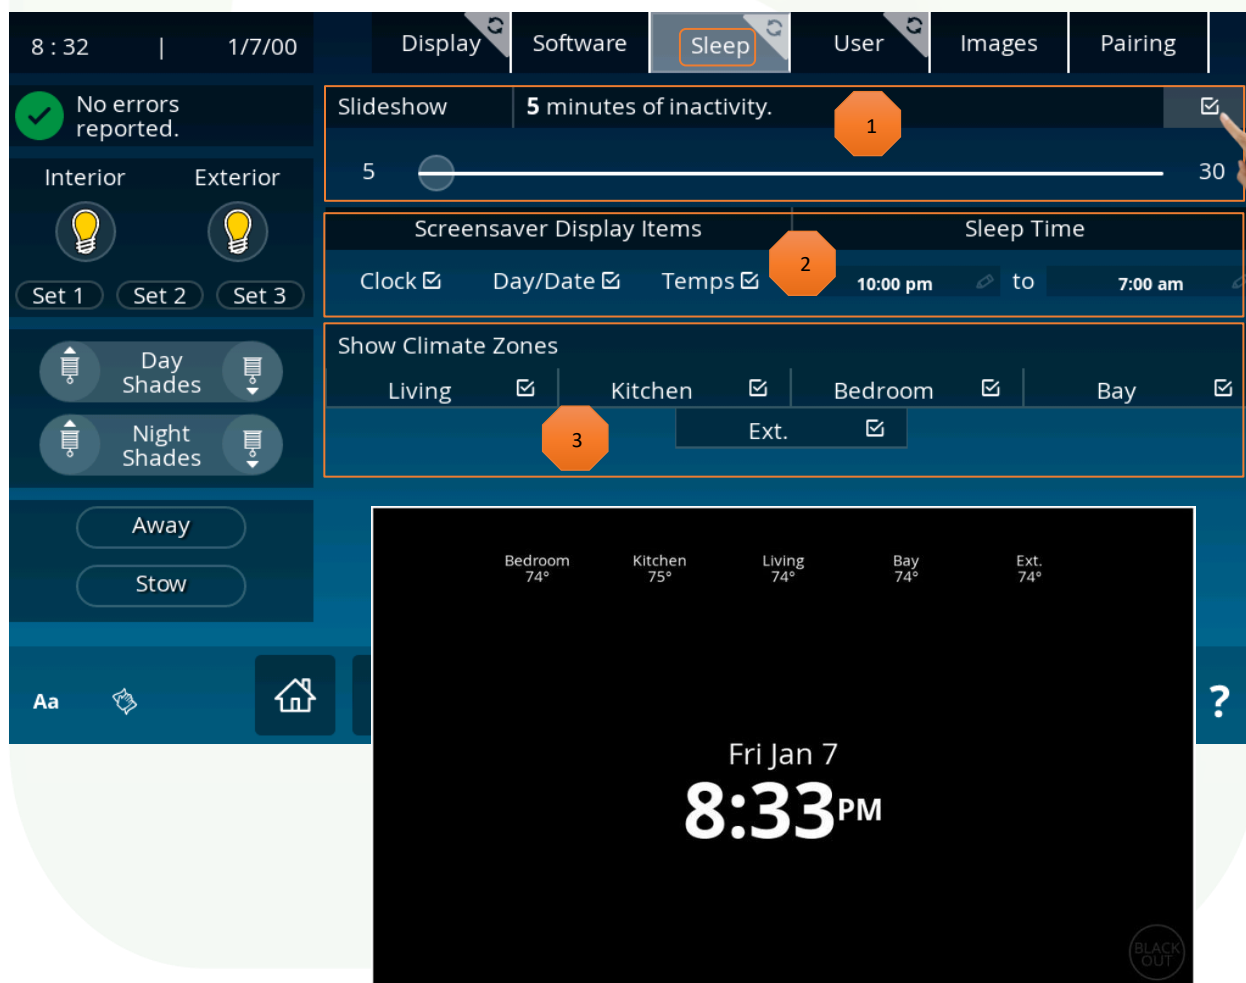 8 : 32 | 1/7/00
Display Software Sleep User Images Pairing
No errors
reported.
Slideshow 5 minutes of inactivity. 1
5 30
Interior Exterior
Set 1 Set 2 Set 3
Screensaver Display Items Sleep Time
2
Clock Day/Date Temps 10:00 pm to 7:00 am
Day
Shades
Night
Shades
Show Climate Zones
Living Kitchen Bedroom Bay
3 Ext.
Away
Stow
Aa ?
Bedroom Kitchen Living Bay Ext.
74° 75° 74° 74° 74°
Fri Jan 7
8:33 PM
BLACK
OUT